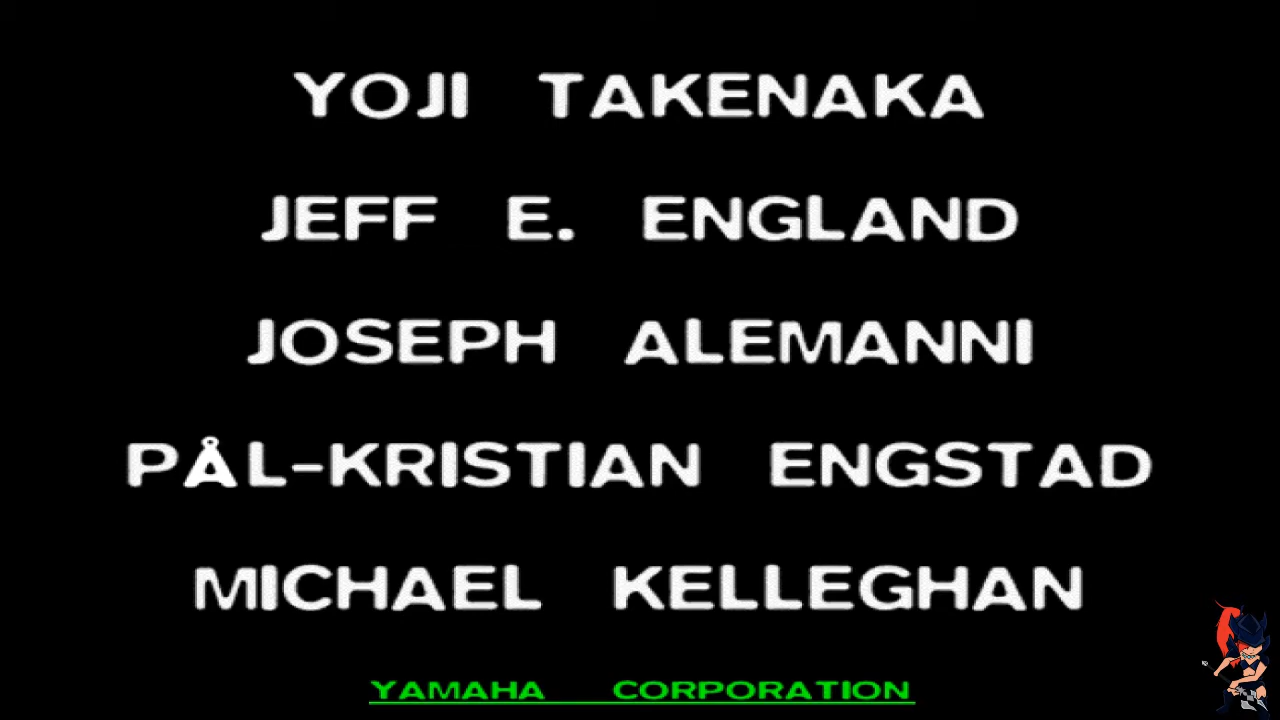 YOJI TAKENAKA
JEFF E. ENGLAND
JOSEPH ALEMANNI
PÅL-KRISTIAN ENGSTAD
MICHAEL KELLEGHAN
YAMAHA CORPORATION